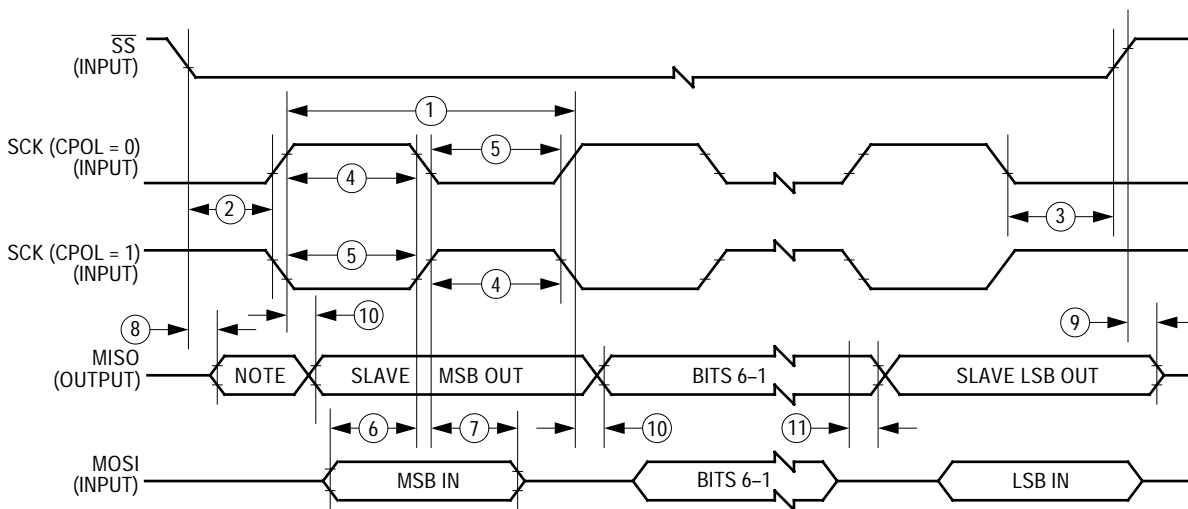 SS
(INPUT)
1
SCK (CPOL = 0)
(INPUT)
5
4
2
3
SCK (CPOL = 1)
(INPUT)
5
4
8
10
9
MISO
(OUTPUT)
NOTE
SLAVE
MSB OUT
BITS 6–1
SLAVE LSB OUT
6
7
10
11
MOSI
(INPUT)
MSB IN
BITS 6–1
LSB IN